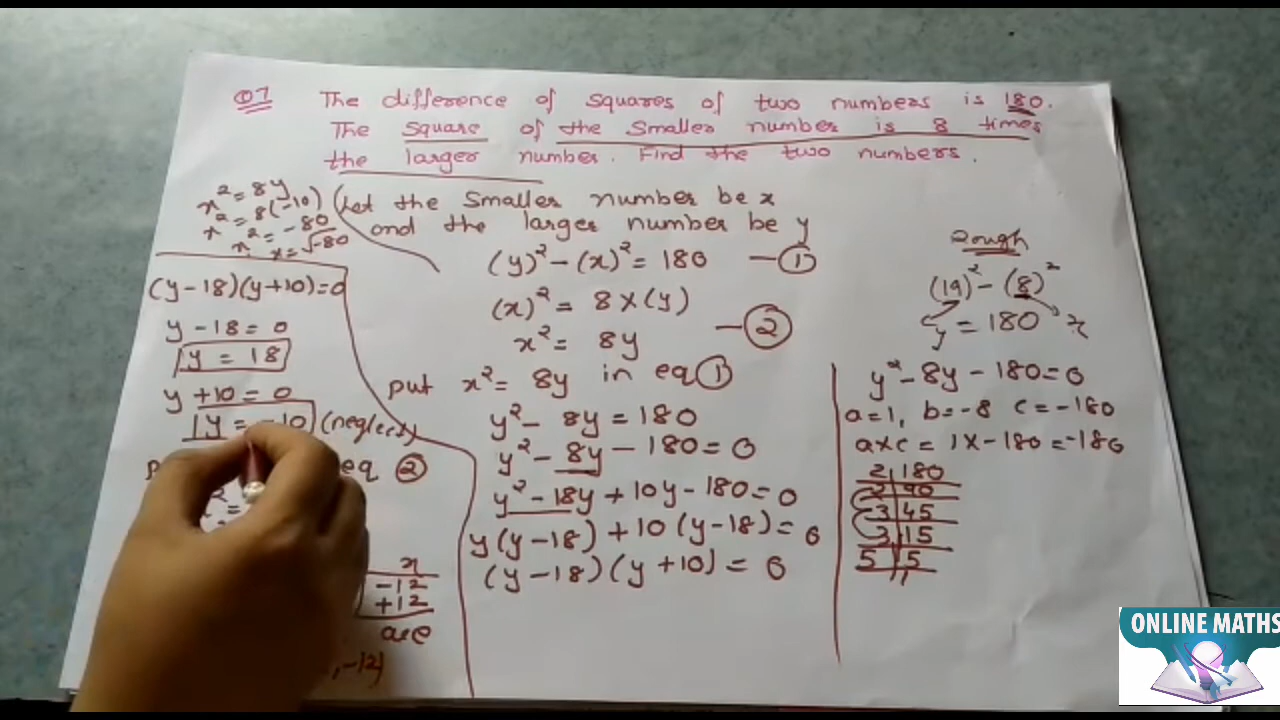 Q7 The difference of squares of two numbers is 180.
The square of the smaller number is 8 times
the larger number. Find the two numbers.
Let the smaller number be x
and the larger number be y
(y)² - (x)² = 180 — ①
(x)² = 8 × (y)
x² = 8y — ②
put x² = 8y in eq ①
y² - 8y = 180
y² - 8y - 180 = 0
y² - 18y + 10y - 180 = 0
y(y-18) + 10(y-18) = 0
(y-18)(y+10) = 0
x² = 8y
x² = 8(-10)
x² = -80
x = √-80
(y-18)(y+10) = 0
y - 18 = 0
y = 18
y + 10 = 0
y = -10 (neglect)
eq ②
x
-12
+12
are
, -12)
Rough
(19)² - (8)²
y = 180 x
y² - 8y - 180 = 0
a = 1, b = -8 c = -180
a×c = 1×-180 = -180
2 | 180
2 | 90
3 | 45
3 | 15
5 | 5
ONLINE MATHS